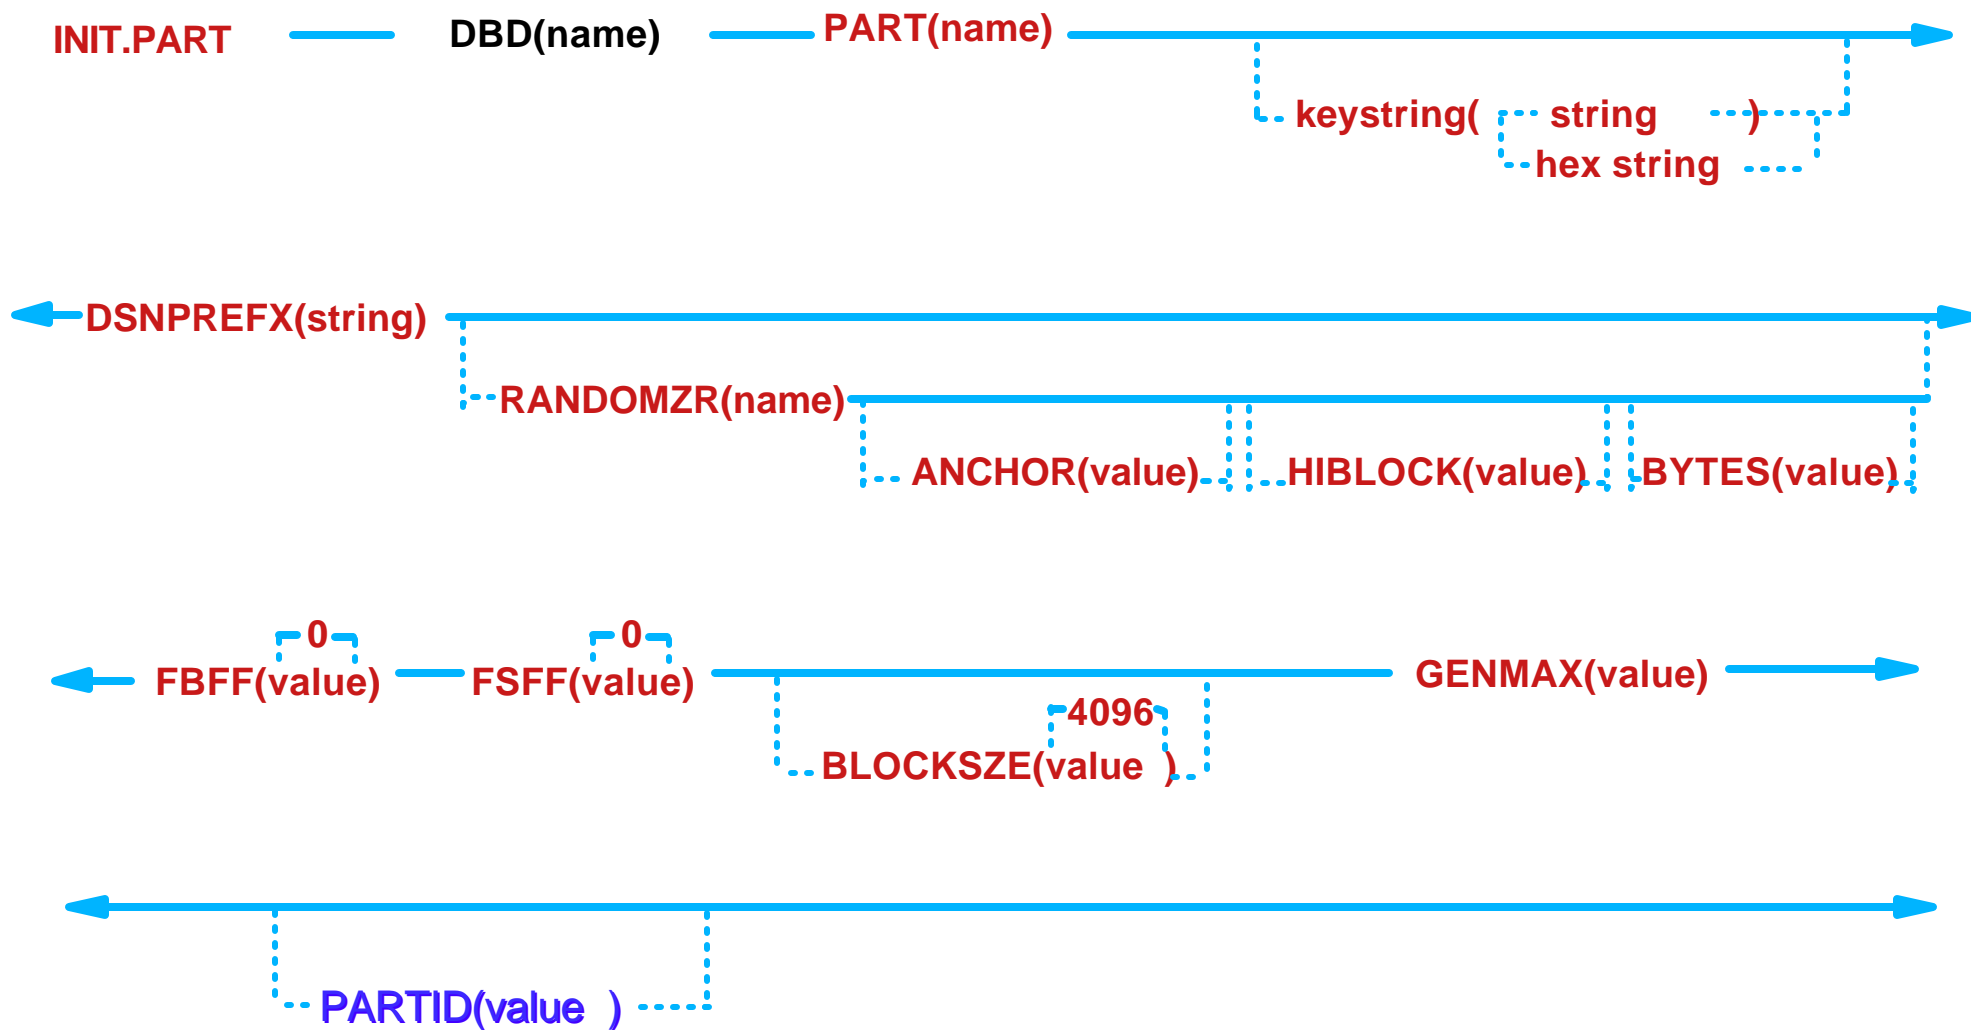 INIT.PART DBD(name) PART(name)
keystring( string )
hex string
DSNPREFX(string)
RANDOMZR(name)
ANCHOR(value) HIBLOCK(value) BYTES(value)
0 0
FBFF(value) FSFF(value) GENMAX(value)
4096
BLOCKSZE(value )
PARTID(value )